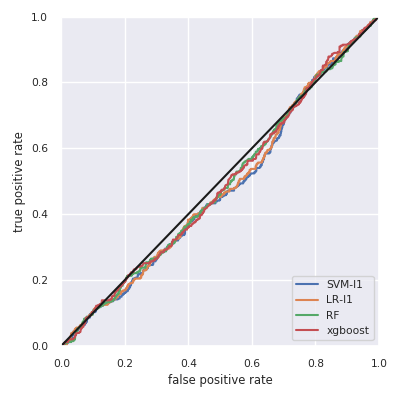 1.0
0.8
0.6
0.4
0.2
0.0
true positive rate
0.0 0.2 0.4 0.6 0.8 1.0
false positive rate
SVM-l1
LR-l1
RF
xgboost